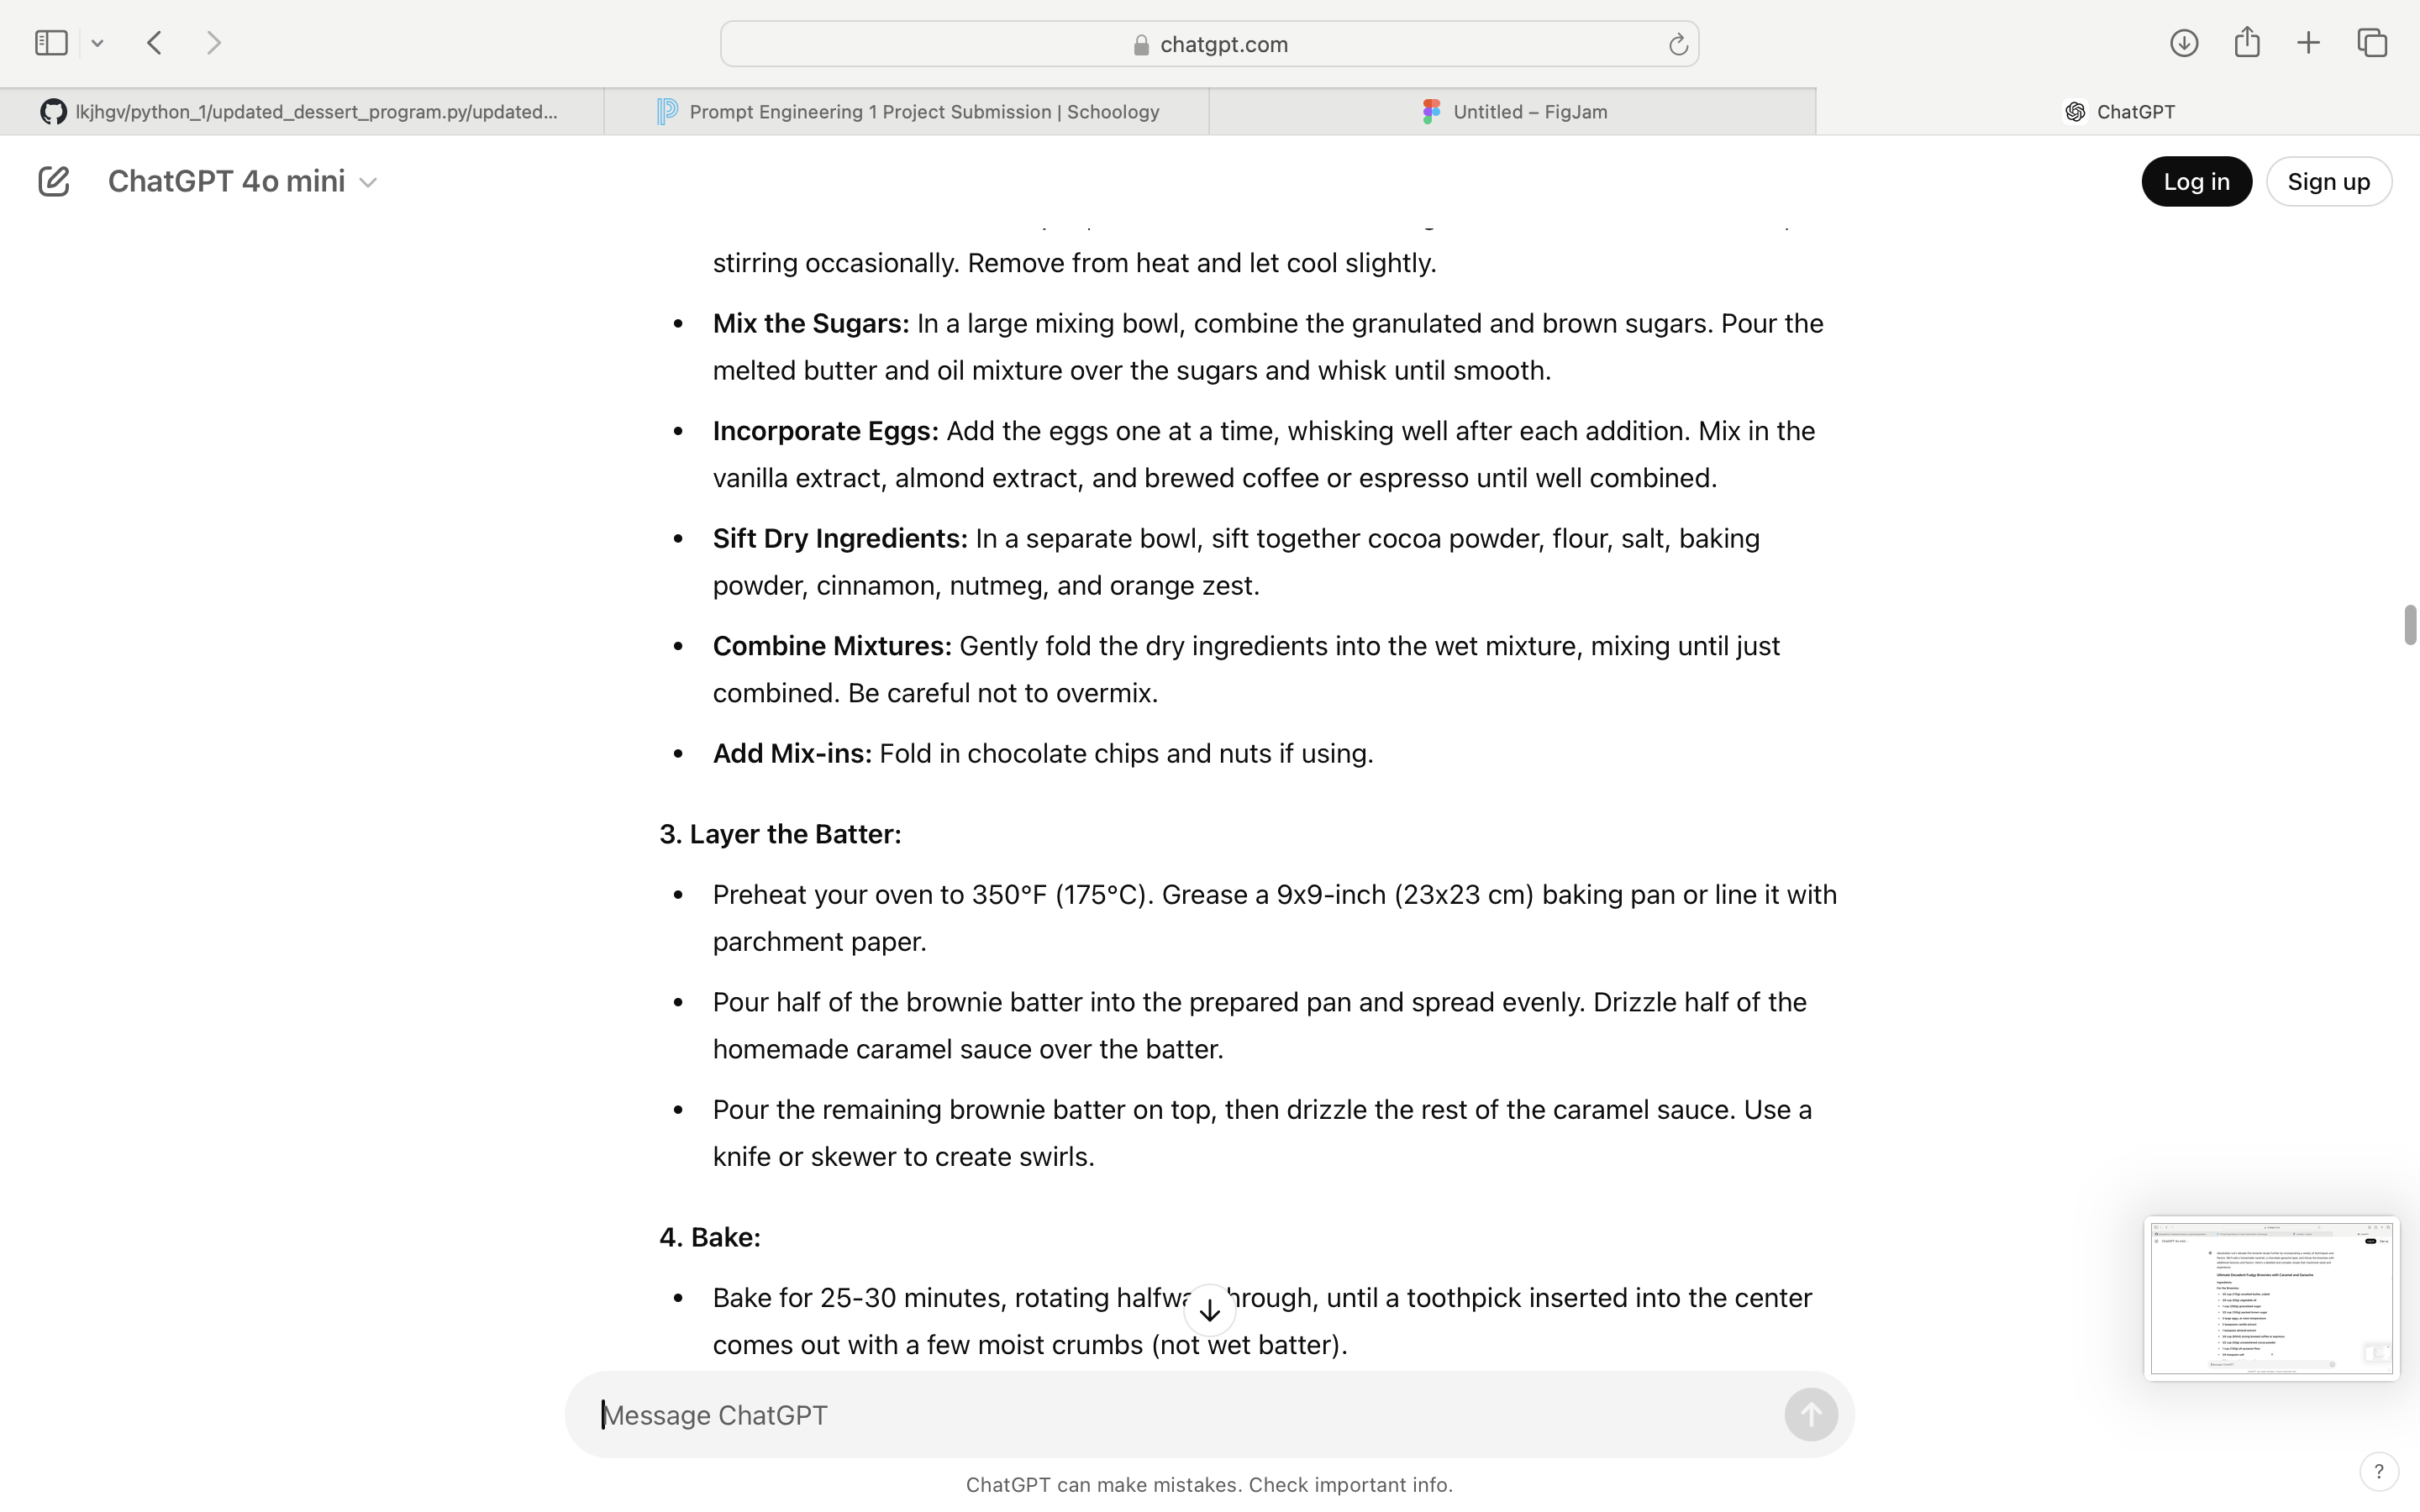 chatgpt.com
lkjhgv/python_1/updated_dessert_program.py/updated...
Prompt Engineering 1 Project Submission | Schoology
Untitled – FigJam
ChatGPT
ChatGPT 4o mini
Log in
Sign up
stirring occasionally. Remove from heat and let cool slightly.
• Mix the Sugars: In a large mixing bowl, combine the granulated and brown sugars. Pour the
melted butter and oil mixture over the sugars and whisk until smooth.
• Incorporate Eggs: Add the eggs one at a time, whisking well after each addition. Mix in the
vanilla extract, almond extract, and brewed coffee or espresso until well combined.
• Sift Dry Ingredients: In a separate bowl, sift together cocoa powder, flour, salt, baking
powder, cinnamon, nutmeg, and orange zest.
• Combine Mixtures: Gently fold the dry ingredients into the wet mixture, mixing until just
combined. Be careful not to overmix.
• Add Mix-ins: Fold in chocolate chips and nuts if using.
3. Layer the Batter:
• Preheat your oven to 350°F (175°C). Grease a 9x9-inch (23x23 cm) baking pan or line it with
parchment paper.
• Pour half of the brownie batter into the prepared pan and spread evenly. Drizzle half of the
homemade caramel sauce over the batter.
• Pour the remaining brownie batter on top, then drizzle the rest of the caramel sauce. Use a
knife or skewer to create swirls.
4. Bake:
• Bake for 25-30 minutes, rotating halfway through, until a toothpick inserted into the center
comes out with a few moist crumbs (not wet batter).
Message ChatGPT
ChatGPT can make mistakes. Check important info.
?
Ultimate Decadent Fudgy Brownies with Caramel and Ganache